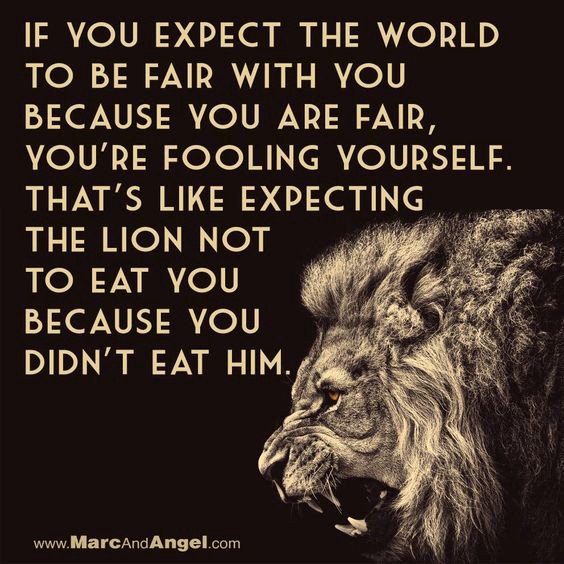 IF YOU EXPECT THE WORLD
TO BE FAIR WITH YOU
BECAUSE YOU ARE FAIR,
YOU'RE FOOLING YOURSELF.
THAT'S LIKE EXPECTING
THE LION NOT
TO EAT YOU
BECAUSE YOU
DIDN'T EAT HIM.
www.MarcAndAngel.com